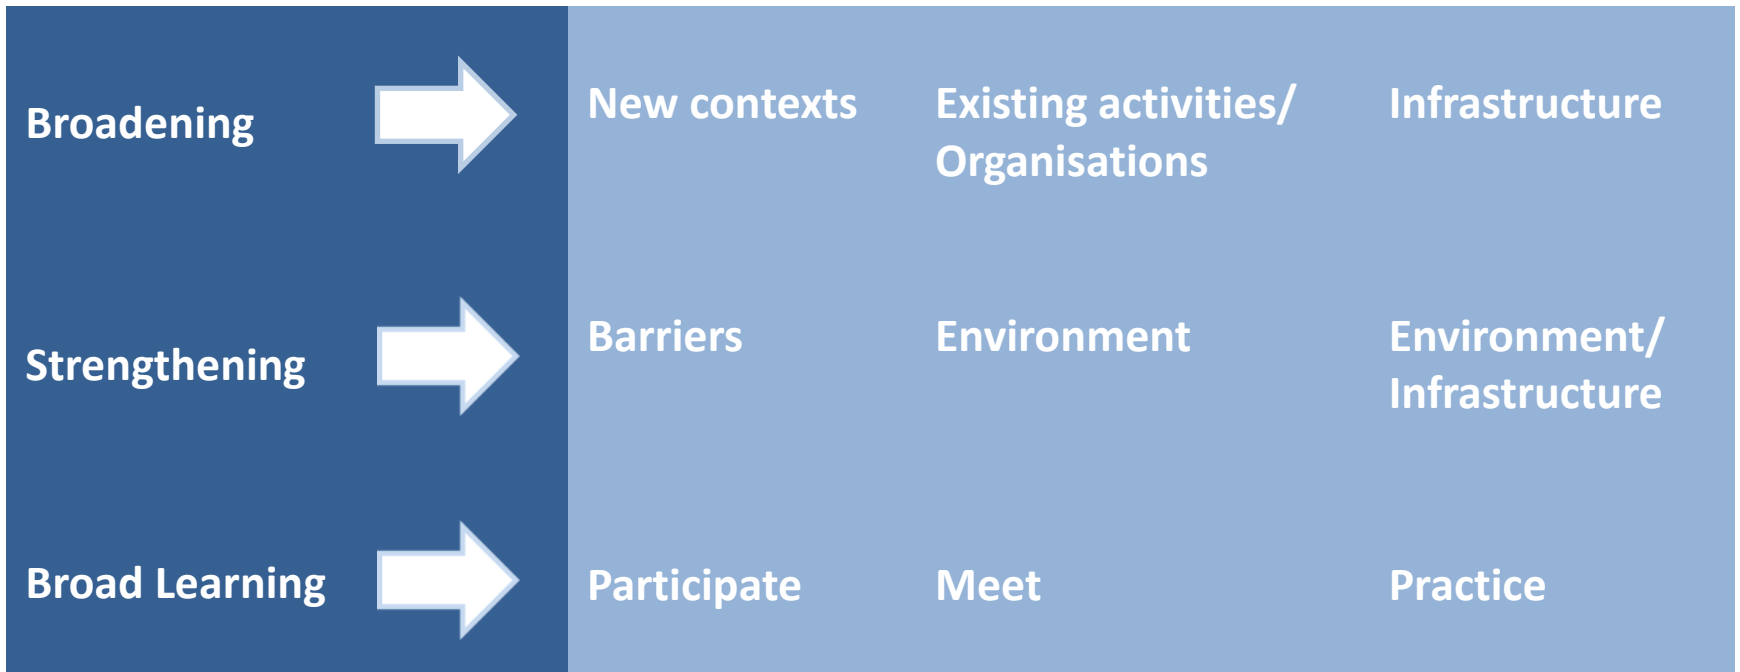 Broadening
New contexts
Existing activities/
Organisations
Infrastructure
Strengthening
Barriers
Environment
Environment/
Infrastructure
Broad Learning
Participate
Meet
Practice